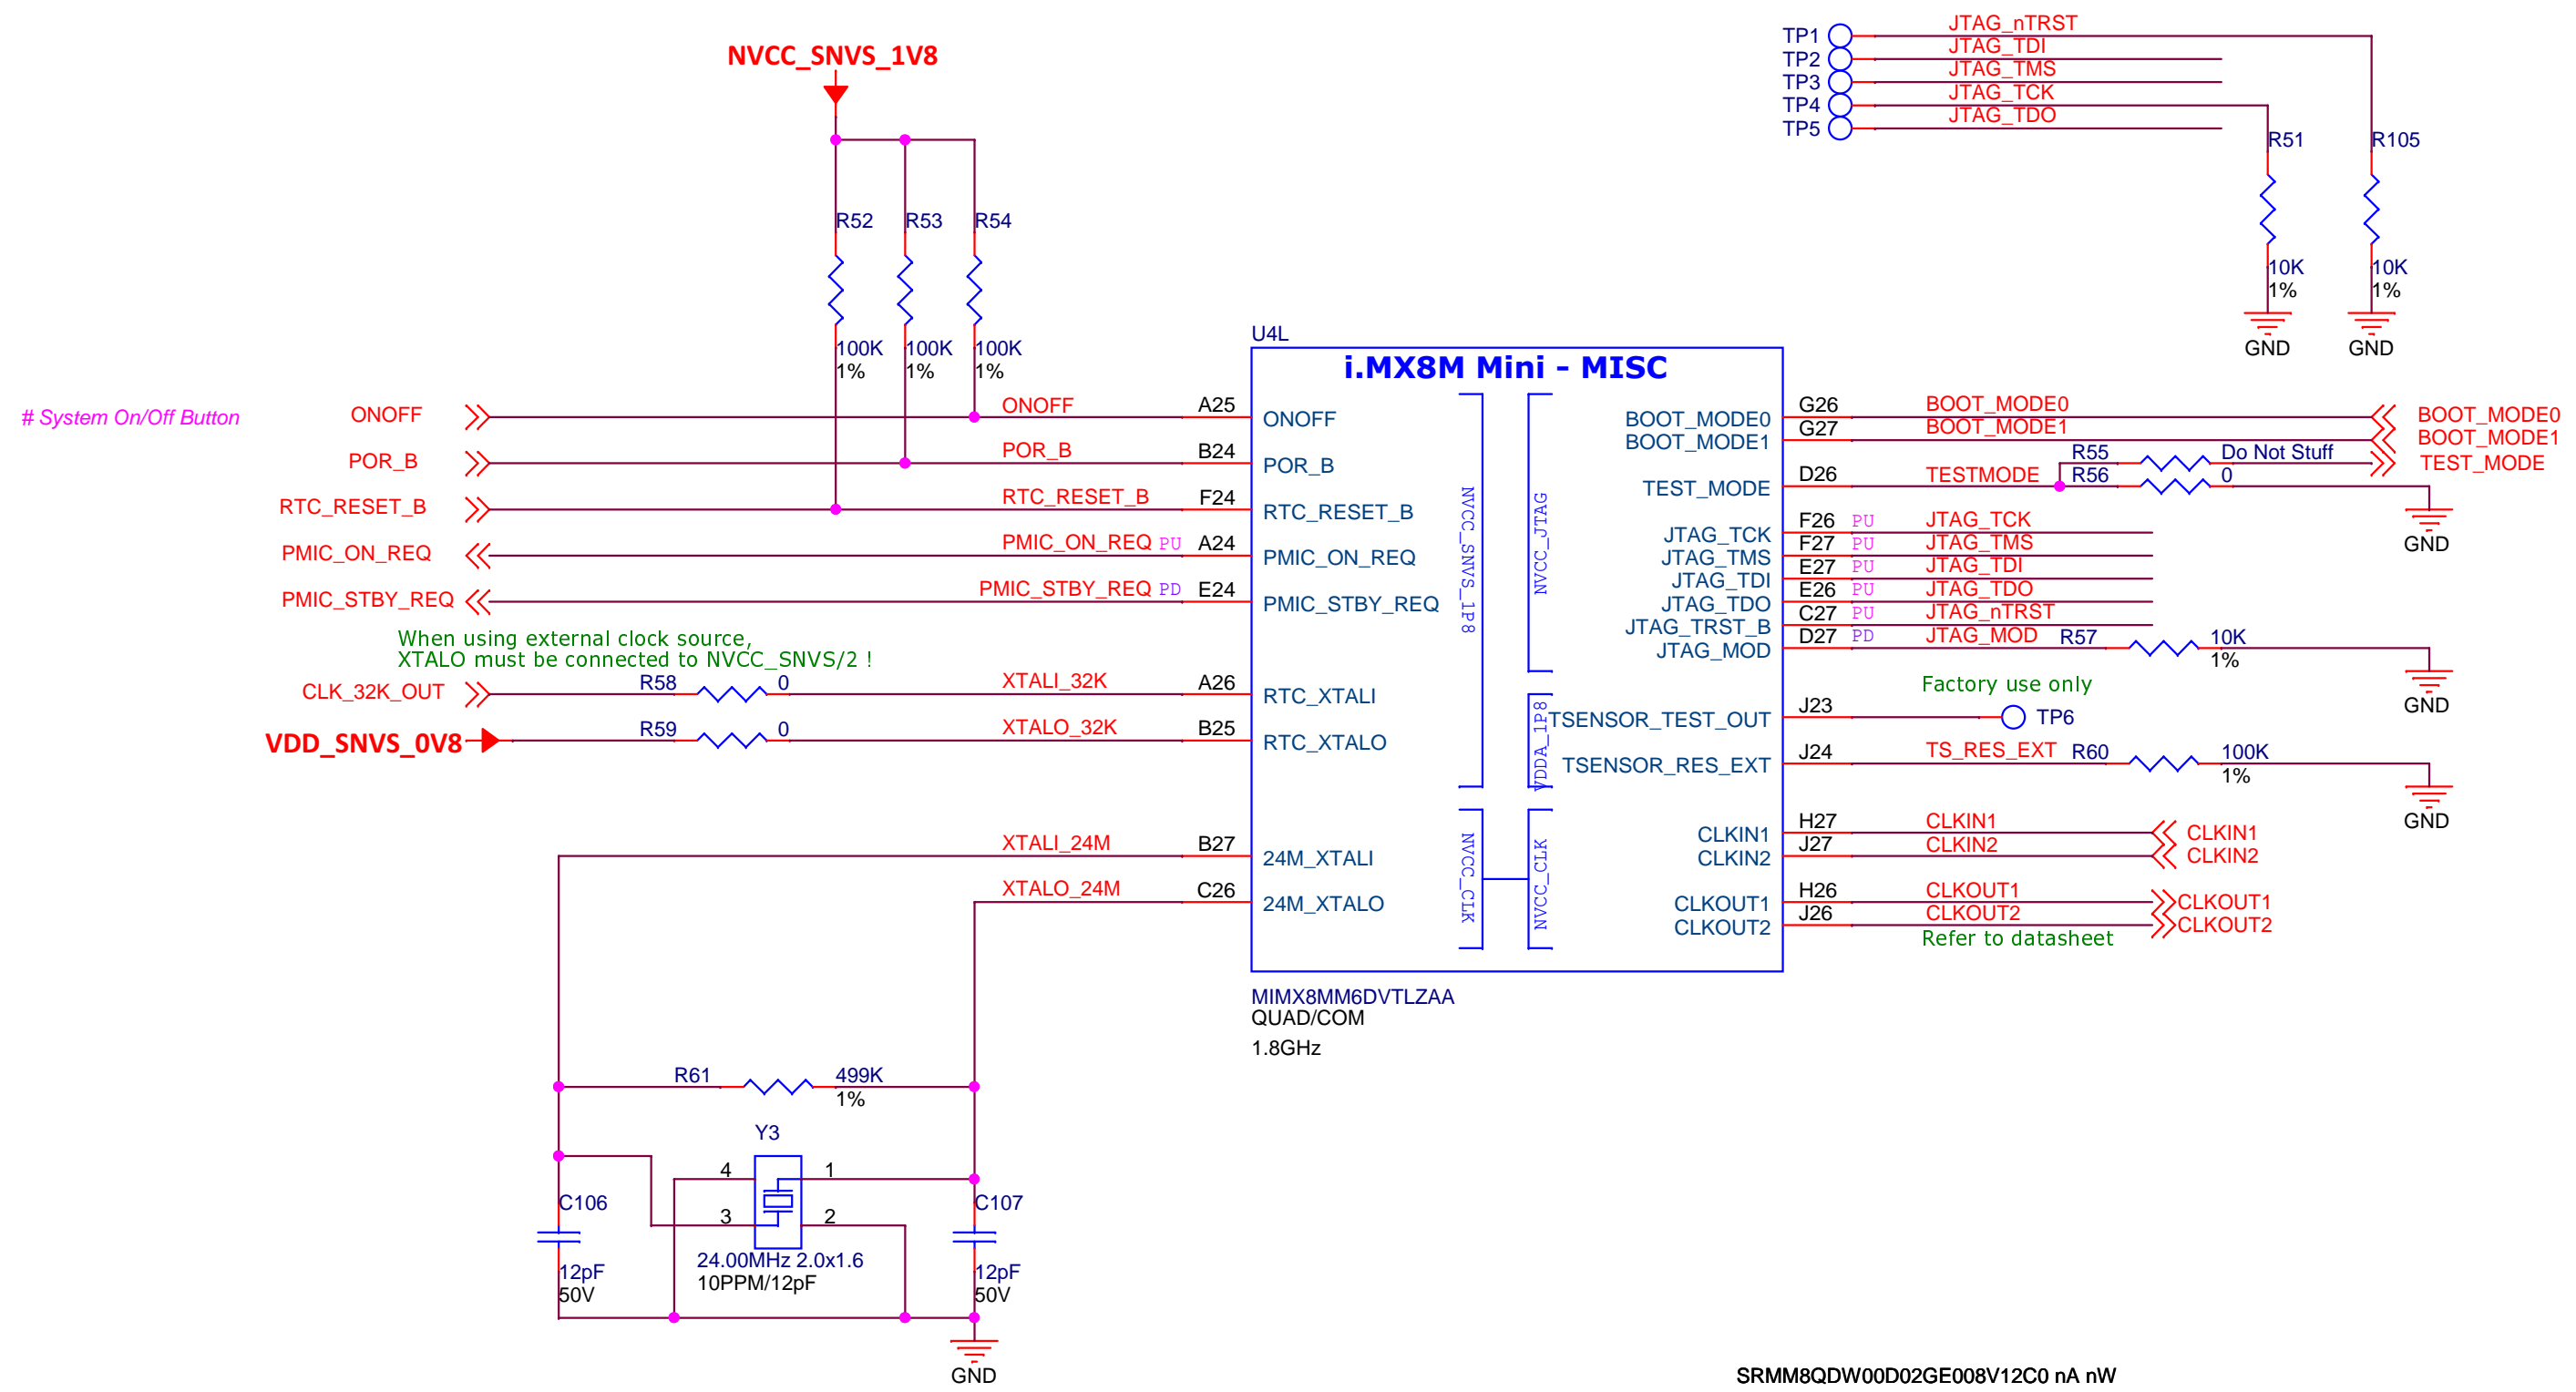 NVCC_SNVS_1V8
R52
R53
R54
100K
100K
100K
1%
1%
1%
TP1
JTAG_nTRST
TP2
JTAG_TDI
TP3
JTAG_TMS
TP4
JTAG_TCK
TP5
JTAG_TDO
R51
R105
10K
10K
1%
1%
GND
GND
U4L
i.MX8M Mini - MISC
# System On/Off Button
ONOFF
ONOFF
A25
ONOFF
POR_B
POR_B
B24
POR_B
RTC_RESET_B
RTC_RESET_B
F24
RTC_RESET_B
PMIC_ON_REQ
PMIC_ON_REQ PU
A24
PMIC_ON_REQ
PMIC_STBY_REQ
PMIC_STBY_REQ PD
E24
PMIC_STBY_REQ
When using external clock source,
XTALO must be connected to NVCC_SNVS/2 !
CLK_32K_OUT
R58
0
XTALI_32K
A26
RTC_XTALI
VDD_SNVS_0V8
R59
0
XTALO_32K
B25
RTC_XTALO
XTALI_24M
B27
24M_XTALI
XTALO_24M
C26
24M_XTALO
NVCC_SNVS_1P8
NVCC_JTAG
VDDA_1P8
NVCC_CLK
NVCC_CLK
BOOT_MODE0
G26
BOOT_MODE0
BOOT_MODE0
BOOT_MODE1
G27
BOOT_MODE1
BOOT_MODE1
R55
Do Not Stuff
TEST_MODE
TEST_MODE
D26
TESTMODE
R56
0
GND
JTAG_TCK
F26
PU
JTAG_TCK
JTAG_TMS
F27
PU
JTAG_TMS
JTAG_TDI
E27
PU
JTAG_TDI
JTAG_TDO
E26
PU
JTAG_TDO
JTAG_TRST_B
C27
PU
JTAG_nTRST
JTAG_MOD
D27
PD
JTAG_MOD
R57
10K
1%
GND
Factory use only
TSENSOR_TEST_OUT
J23
TP6
TSENSOR_RES_EXT
J24
TS_RES_EXT
R60
100K
1%
GND
CLKIN1
H27
CLKIN1
CLKIN1
CLKIN2
J27
CLKIN2
CLKIN2
CLKOUT1
H26
CLKOUT1
CLKOUT1
CLKOUT2
J26
CLKOUT2
CLKOUT2
Refer to datasheet
MIMX8MM6DVTLZAA
QUAD/COM
1.8GHz
R61
499K
1%
Y3
4
1
3
2
C106
12pF
50V
24.00MHz 2.0x1.6
10PPM/12pF
C107
12pF
50V
GND
SRMM8QDW00D02GE008V12C0 nA nW